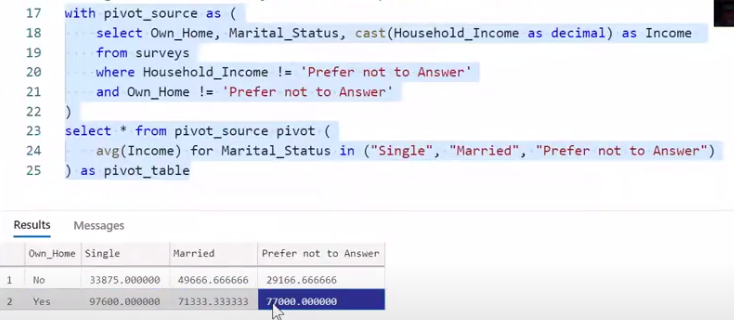 17 with pivot_source as (
18 select Own_Home, Marital_Status, cast(Household_Income as decimal) as Income
19 from surveys
20 where Household_Income != 'Prefer not to Answer'
21 and Own_Home != 'Prefer not to Answer'
22 )
23 select * from pivot_source pivot (
24 avg(Income) for Marital_Status in ("Single", "Married", "Prefer not to Answer")
25 ) as pivot_table
Results Messages
Own_Home Single Married Prefer not to Answer
1 No 33875.000000 49666.666666 29166.666666
2 Yes 97600.000000 71333.333333 77000.000000